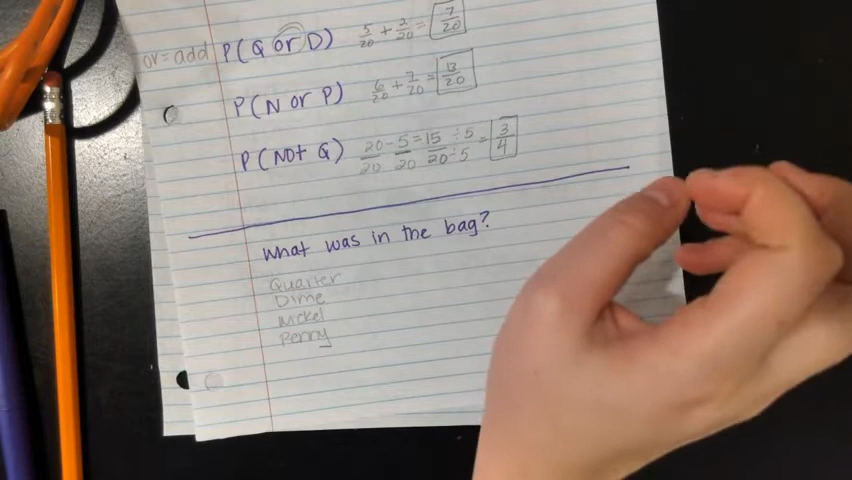 or = add P(Q or D) 5/20 + 2/20 = 7/20
P(N or P) 6/20 + 7/20 = 13/20
P(Not Q) 20/20 - 5/20 = 15/20 ÷5/÷5 = 3/4
What was in the bag?
Quarter
Dime
Nickel
Penny